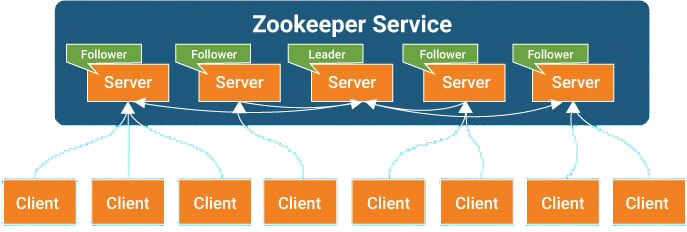 Zookeeper Service
Follower
Follower
Leader
Follower
Follower
Server
Server
Server
Server
Server
Client
Client
Client
Client
Client
Client
Client
Client